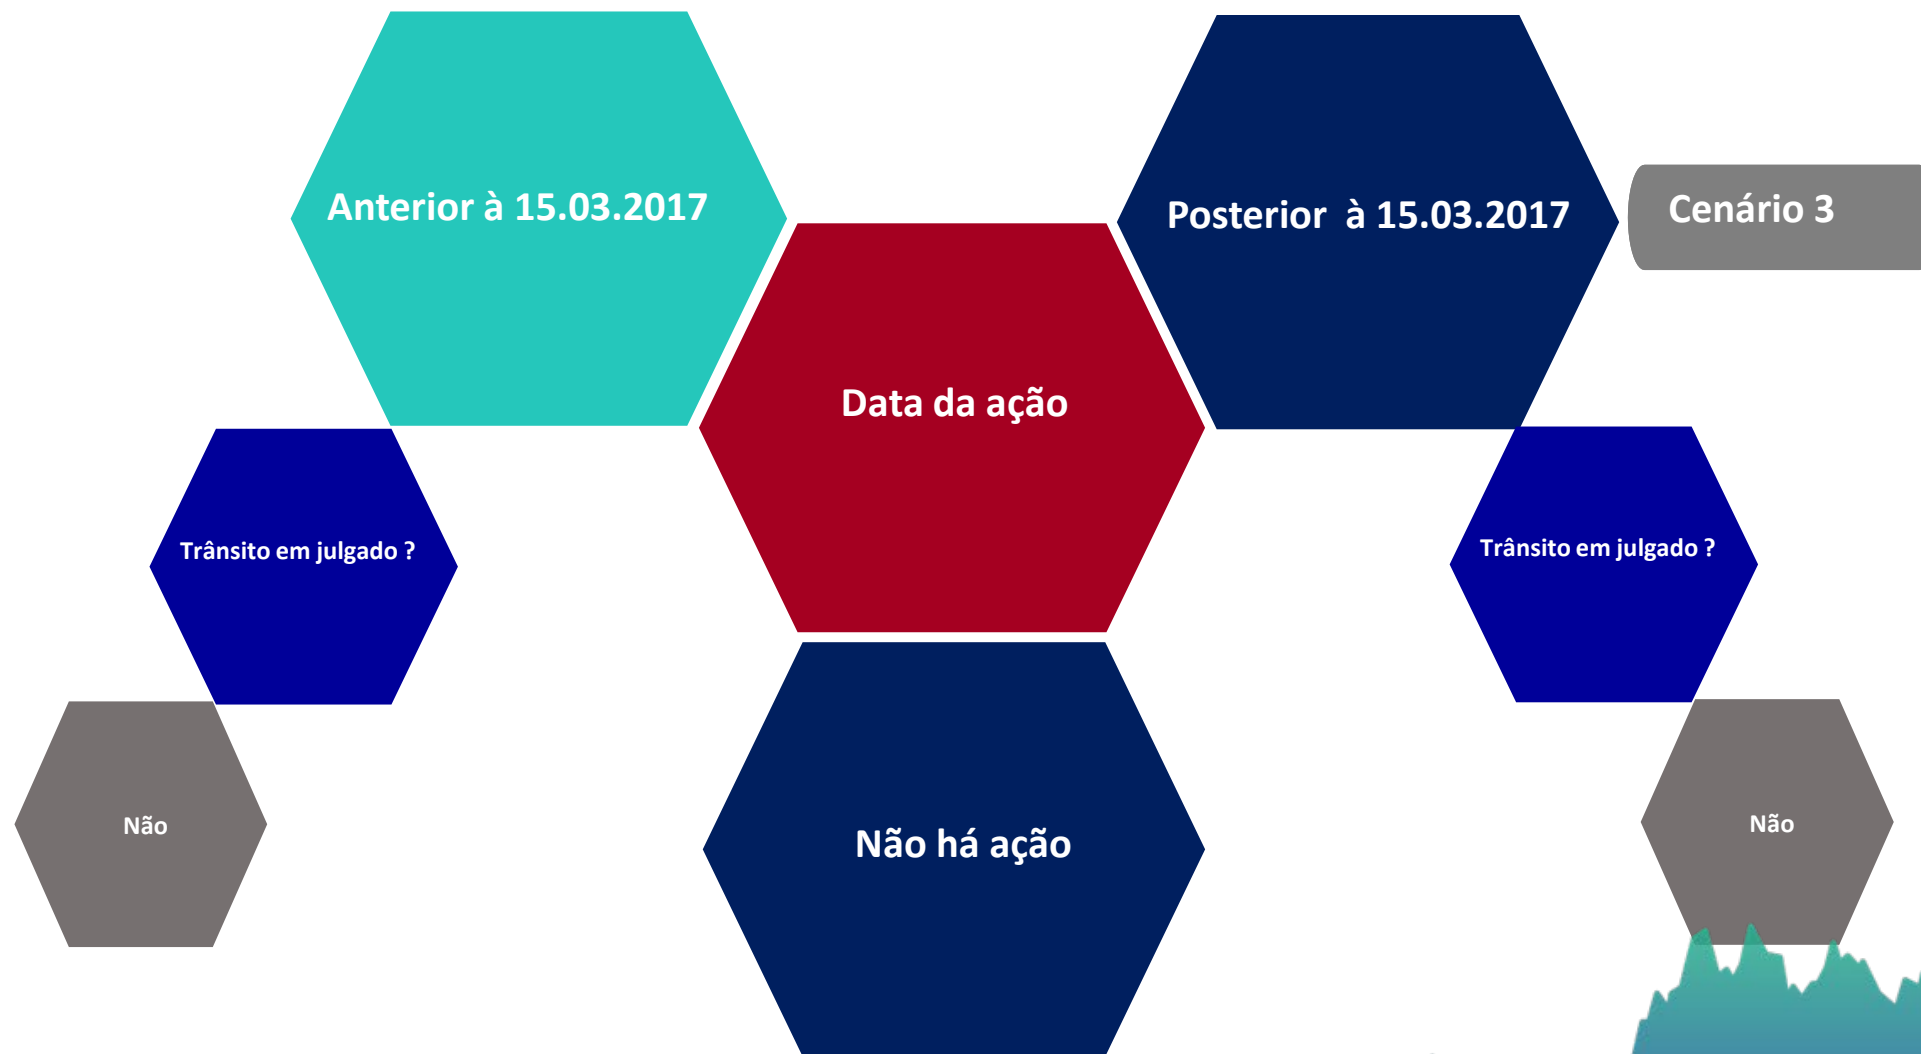 Anterior à 15.03.2017
Posterior à 15.03.2017
Cenário 3
Data da ação
Trânsito em julgado ?
Trânsito em julgado ?
Não
Não há ação
Não